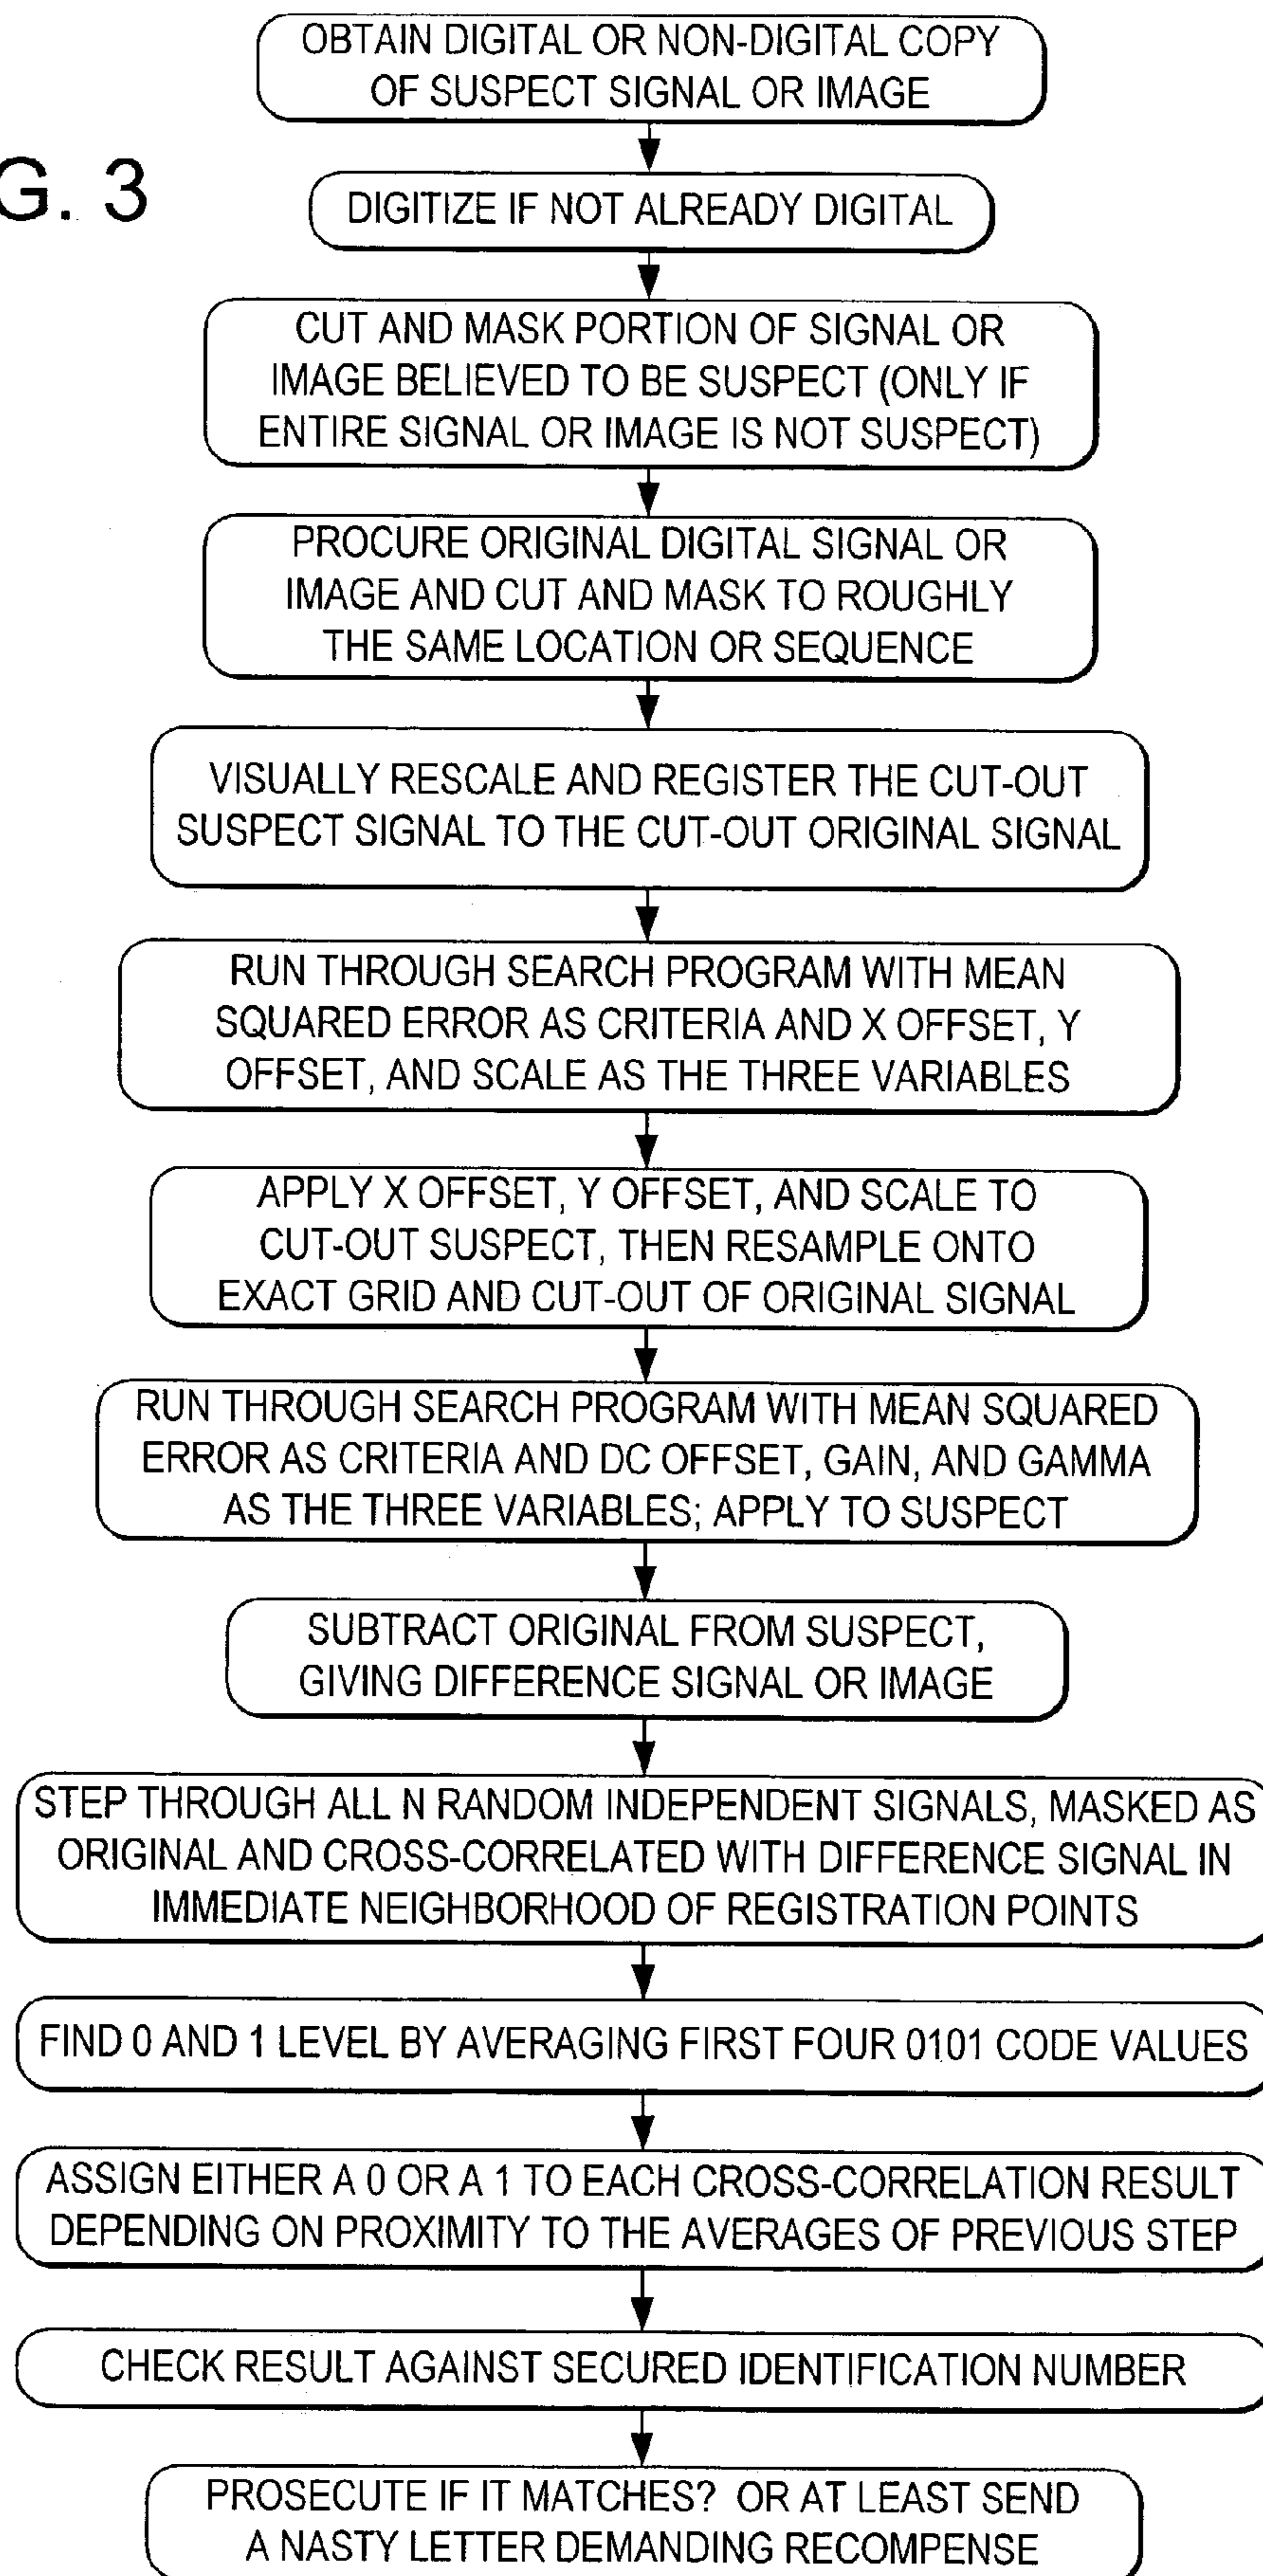 OBTAIN DIGITAL OR NON-DIGITAL COPY
OF SUSPECT SIGNAL OR IMAGE
G. 3
DIGITIZE IF NOT ALREADY DIGITAL
CUT AND MASK PORTION OF SIGNAL OR
IMAGE BELIEVED TO BE SUSPECT (ONLY IF
ENTIRE SIGNAL OR IMAGE IS NOT SUSPECT)
PROCURE ORIGINAL DIGITAL SIGNAL OR
IMAGE AND CUT AND MASK TO ROUGHLY
THE SAME LOCATION OR SEQUENCE
VISUALLY RESCALE AND REGISTER THE CUT-OUT
SUSPECT SIGNAL TO THE CUT-OUT ORIGINAL SIGNAL
RUN THROUGH SEARCH PROGRAM WITH MEAN
SQUARED ERROR AS CRITERIA AND X OFFSET, Y
OFFSET, AND SCALE AS THE THREE VARIABLES
APPLY X OFFSET, Y OFFSET, AND SCALE TO
CUT-OUT SUSPECT, THEN RESAMPLE ONTO
EXACT GRID AND CUT-OUT OF ORIGINAL SIGNAL
RUN THROUGH SEARCH PROGRAM WITH MEAN SQUARED
ERROR AS CRITERIA AND DC OFFSET, GAIN, AND GAMMA
AS THE THREE VARIABLES; APPLY TO SUSPECT
SUBTRACT ORIGINAL FROM SUSPECT,
GIVING DIFFERENCE SIGNAL OR IMAGE
STEP THROUGH ALL N RANDOM INDEPENDENT SIGNALS, MASKED AS
ORIGINAL AND CROSS-CORRELATED WITH DIFFERENCE SIGNAL IN
IMMEDIATE NEIGHBORHOOD OF REGISTRATION POINTS
FIND 0 AND 1 LEVEL BY AVERAGING FIRST FOUR 0101 CODE VALUES
ASSIGN EITHER A 0 OR A 1 TO EACH CROSS-CORRELATION RESULT
DEPENDING ON PROXIMITY TO THE AVERAGES OF PREVIOUS STEP
CHECK RESULT AGAINST SECURED IDENTIFICATION NUMBER
PROSECUTE IF IT MATCHES? OR AT LEAST SEND
A NASTY LETTER DEMANDING RECOMPENSE